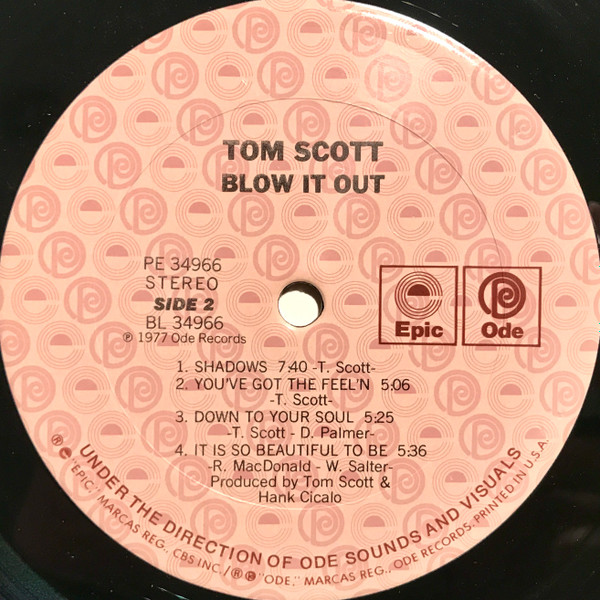 TOM SCOTT
BLOW IT OUT
PE 34966
STEREO
SIDE 2
BL 34966
℗ 1977 Ode Records
Epic
Ode
1. SHADOWS 7:40 -T. Scott-
2. YOU'VE GOT THE FEEL'N 5:06
-T. Scott-
3. DOWN TO YOUR SOUL 5:25
-T. Scott - D. Palmer-
4. IT IS SO BEAUTIFUL TO BE 5:36
-R. MacDonald - W. Salter-
Produced by Tom Scott &
Hank Cicalo
UNDER THE DIRECTION OF ODE SOUNDS AND VISUALS
"EPIC," MARCAS REG., CBS INC./ "ODE," MARCAS REG., ODE RECORDS, PRINTED IN U.S.A.